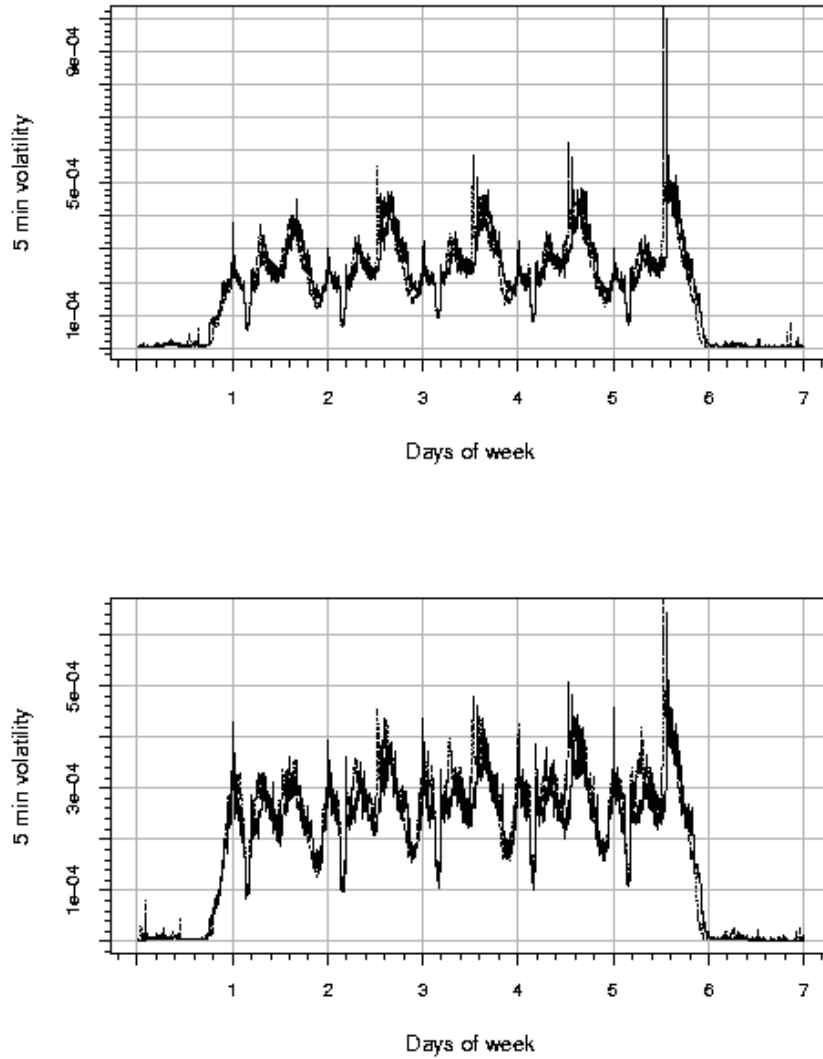 9e-04
5e-04
1e-04
5 min volatility
1 2 3 4 5 6 7
Days of week
5e-04
3e-04
1e-04
5 min volatility
1 2 3 4 5 6 7
Days of week